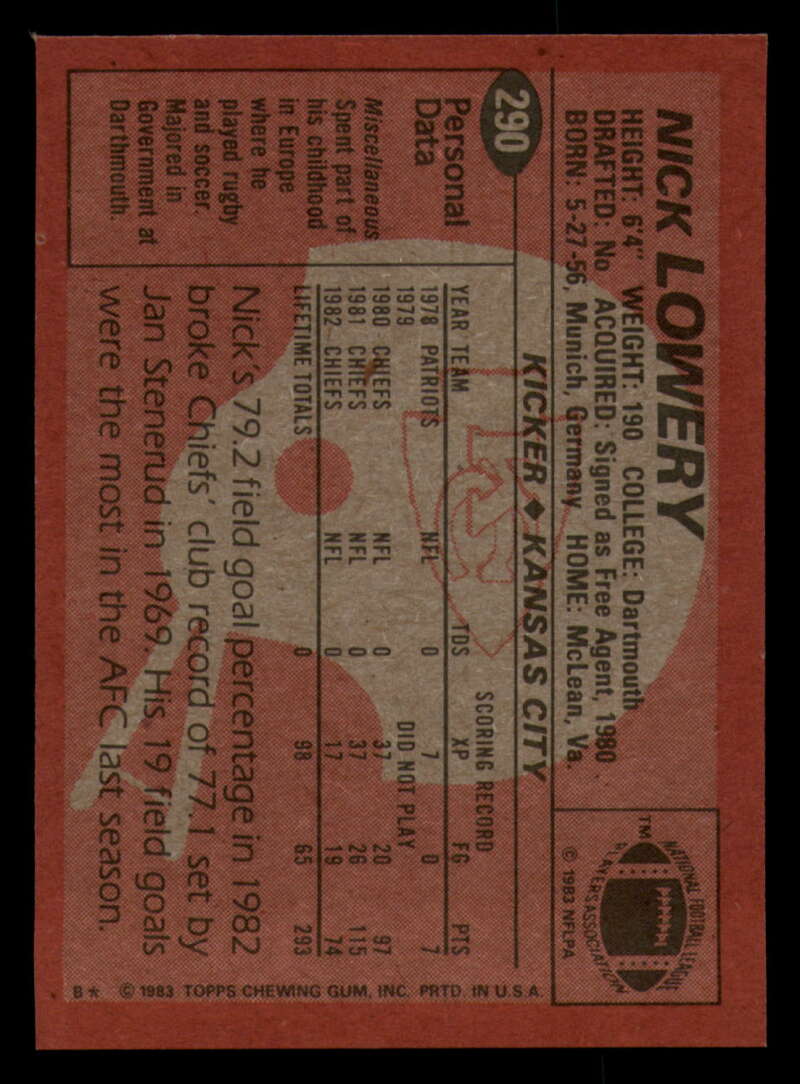 NICK LOWERY
HEIGHT: 6'4" WEIGHT: 190 COLLEGE: Dartmouth
DRAFTED: No ACQUIRED: Signed as Free Agent, 1980
BORN: 5-27-56, Munich, Germany HOME: McLean, Va.
KICKER ♦ KANSAS CITY
TM
NATIONAL FOOTBALL LEAGUE
PLAYERS ASSOCIATION
© 1983 NFLPA
290
Personal
Data
Miscellaneous
Spent part of
his childhood
in Europe
where he
played rugby
and soccer.
Majored in
Government at
Dartmouth.
KC
SCORING RECORD
YEAR TEAM TDS XP FG PTS
1978 PATRIOTS NFL 0 7 0 7
1979 DID NOT PLAY
1980 CHIEFS NFL 0 37 20 97
1981 CHIEFS NFL 0 37 26 115
1982 CHIEFS NFL 0 17 19 74
LIFETIME TOTALS 0 98 65 293
Nick's 79.2 field goal percentage in 1982
broke Chiefs' club record of 77.1 set by
Jan Stenerud in 1969. His 19 field goals
were the most in the AFC last season.
B* © 1983 TOPPS CHEWING GUM, INC. PRTD. IN U.S.A.